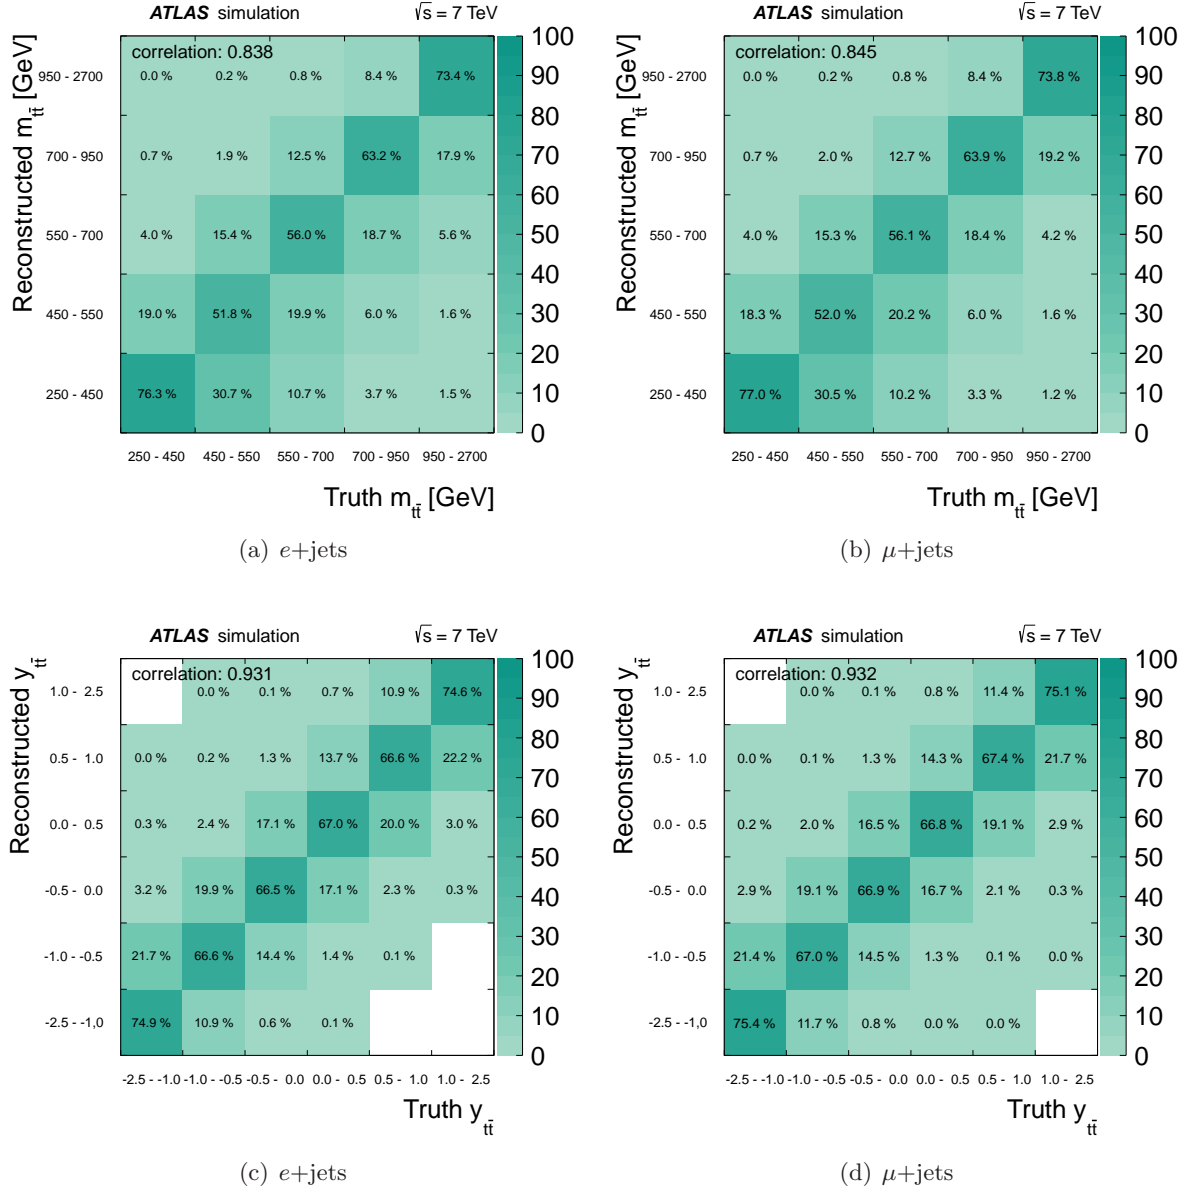 ATLAS simulation √s = 7 TeV
correlation: 0.838
Reconstructed m_tt̄ [GeV]
950 - 2700 0.0 % 0.2 % 0.8 % 8.4 % 73.4 %
700 - 950 0.7 % 1.9 % 12.5 % 63.2 % 17.9 %
550 - 700 4.0 % 15.4 % 56.0 % 18.7 % 5.6 %
450 - 550 19.0 % 51.8 % 19.9 % 6.0 % 1.6 %
250 - 450 76.3 % 30.7 % 10.7 % 3.7 % 1.5 %
250 - 450 450 - 550 550 - 700 700 - 950 950 - 2700
Truth m_tt̄ [GeV]
100
90
80
70
60
50
40
30
20
10
0
(a) e+jets
ATLAS simulation √s = 7 TeV
correlation: 0.845
Reconstructed m_tt̄ [GeV]
950 - 2700 0.0 % 0.2 % 0.8 % 8.4 % 73.8 %
700 - 950 0.7 % 2.0 % 12.7 % 63.9 % 19.2 %
550 - 700 4.0 % 15.3 % 56.1 % 18.4 % 4.2 %
450 - 550 18.3 % 52.0 % 20.2 % 6.0 % 1.6 %
250 - 450 77.0 % 30.5 % 10.2 % 3.3 % 1.2 %
250 - 450 450 - 550 550 - 700 700 - 950 950 - 2700
Truth m_tt̄ [GeV]
100
90
80
70
60
50
40
30
20
10
0
(b) μ+jets
ATLAS simulation √s = 7 TeV
correlation: 0.931
Reconstructed y_tt̄
1.0 - 2.5 0.0 % 0.1 % 0.7 % 10.9 % 74.6 %
0.5 - 1.0 0.0 % 0.2 % 1.3 % 13.7 % 66.6 % 22.2 %
0.0 - 0.5 0.3 % 2.4 % 17.1 % 67.0 % 20.0 % 3.0 %
-0.5 - 0.0 3.2 % 19.9 % 66.5 % 17.1 % 2.3 % 0.3 %
-1.0 - -0.5 21.7 % 66.6 % 14.4 % 1.4 % 0.1 %
-2.5 - -1,0 74.9 % 10.9 % 0.6 % 0.1 %
-2.5 - -1.0 -1.0 - -0.5 -0.5 - 0.0 0.0 - 0.5 0.5 - 1.0 1.0 - 2.5
Truth y_tt̄
100
90
80
70
60
50
40
30
20
10
0
(c) e+jets
ATLAS simulation √s = 7 TeV
correlation: 0.932
Reconstructed y_tt̄
1.0 - 2.5 0.0 % 0.1 % 0.8 % 11.4 % 75.1 %
0.5 - 1.0 0.0 % 0.1 % 1.3 % 14.3 % 67.4 % 21.7 %
0.0 - 0.5 0.2 % 2.0 % 16.5 % 66.8 % 19.1 % 2.9 %
-0.5 - 0.0 2.9 % 19.1 % 66.9 % 16.7 % 2.1 % 0.3 %
-1.0 - -0.5 21.4 % 67.0 % 14.5 % 1.3 % 0.1 % 0.0 %
-2.5 - -1,0 75.4 % 11.7 % 0.8 % 0.0 % 0.0 %
-2.5 - -1.0 -1.0 - -0.5 -0.5 - 0.0 0.0 - 0.5 0.5 - 1.0 1.0 - 2.5
Truth y_tt̄
100
90
80
70
60
50
40
30
20
10
0
(d) μ+jets